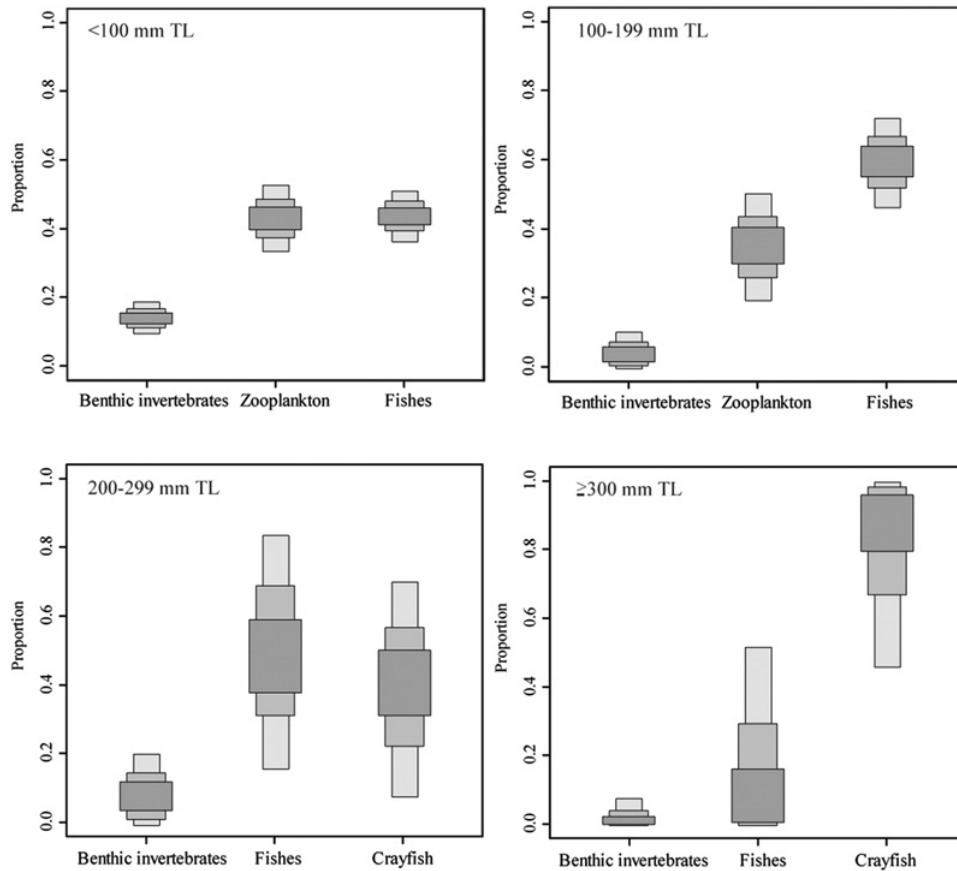 <100 mm TL
Proportion
1.0
0.8
0.6
0.4
0.2
0.0
Benthic invertebrates Zooplankton Fishes
100-199 mm TL
Proportion
1.0
0.8
0.6
0.4
0.2
0.0
Benthic invertebrates Zooplankton Fishes
200-299 mm TL
Proportion
1.0
0.8
0.6
0.4
0.2
0.0
Benthic invertebrates Fishes Crayfish
≥300 mm TL
Proportion
1.0
0.8
0.6
0.4
0.2
0.0
Benthic invertebrates Fishes Crayfish